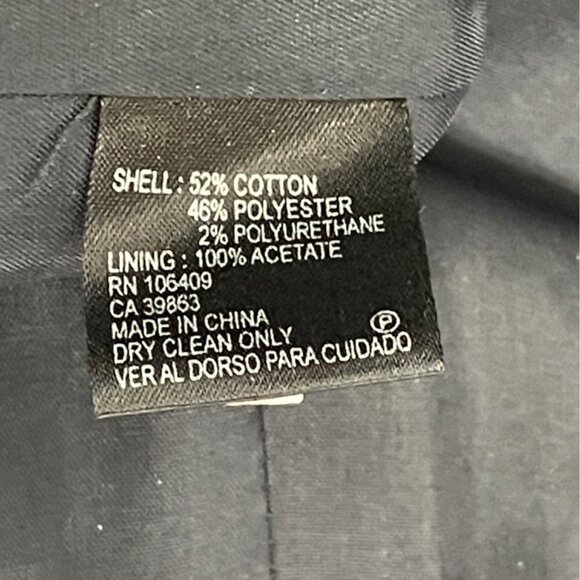 SHELL : 52% COTTON
46% POLYESTER
2% POLYURETHANE
LINING : 100% ACETATE
RN 106409
CA 39863
MADE IN CHINA
DRY CLEAN ONLY P
VER AL DORSO PARA CUIDADO